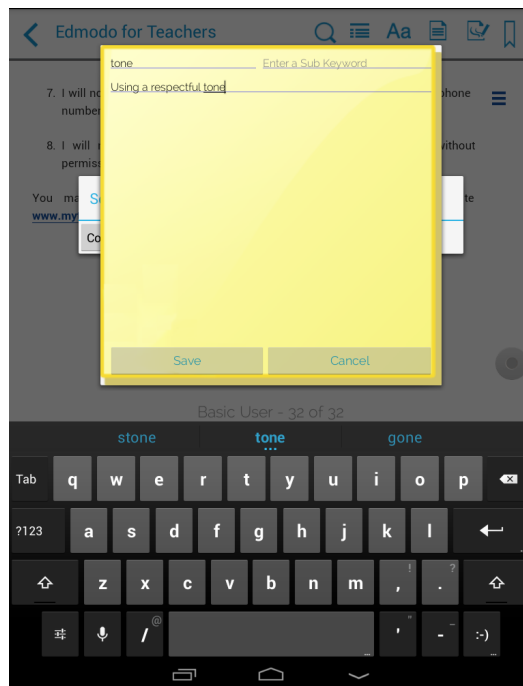 Edmodo for Teachers Aa
tone Enter a Sub Keyword
Using a respectful tone
7. I will phone
number
8. I will without
permiss
You ma te
www.my
Co
Save Cancel
Basic User - 32 of 32
stone tone gone
Tab q w e r t y u i o p
?123 a s d f g h j k l
z x c v b n m , ! . ?
/ @ ' " - _ :-)